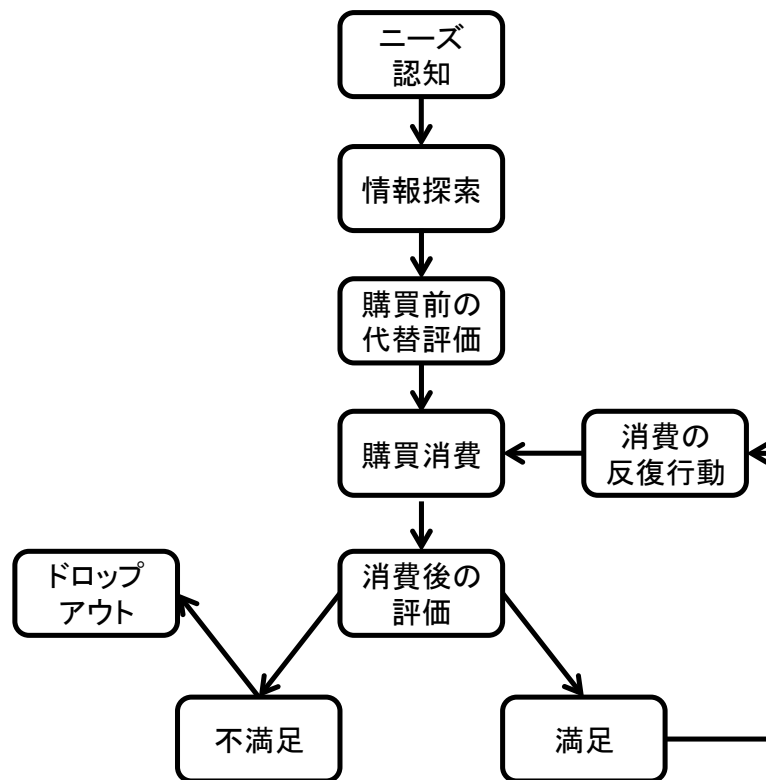 ニーズ
認知
情報探索
購買前の
代替評価
購買消費
消費の
反復行動
ドロップ
アウト
消費後の
評価
不満足
満足